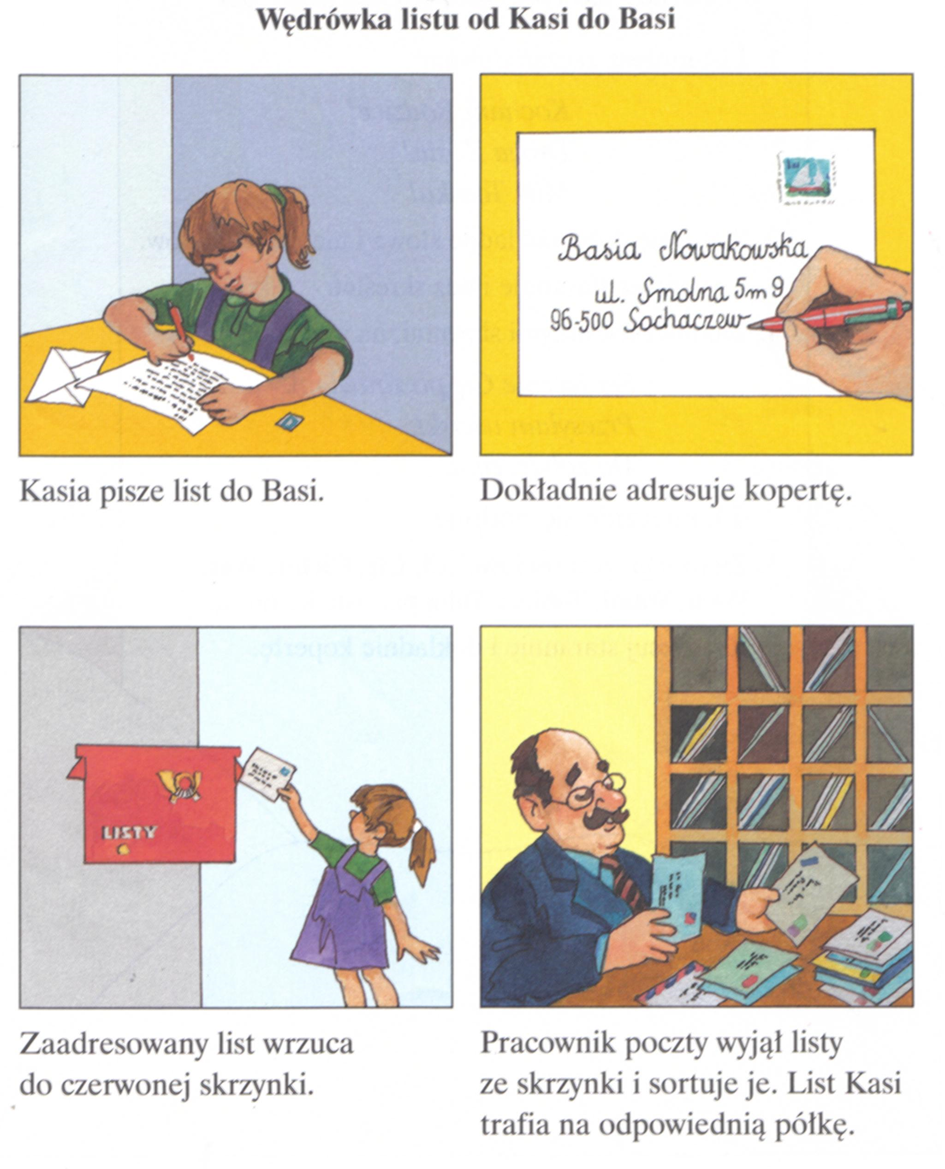 Wędrówka listu od Kasi do Basi
Basia Nowakowska
ul. Smolna 5m 9
96-500 Sochaczew
Kasia pisze list do Basi.
Dokładnie adresuje kopertę.
LISTY
Zaadresowany list wrzuca
do czerwonej skrzynki.
Pracownik poczty wyjął listy
ze skrzynki i sortuje je. List Kasi
trafia na odpowiednią półkę.